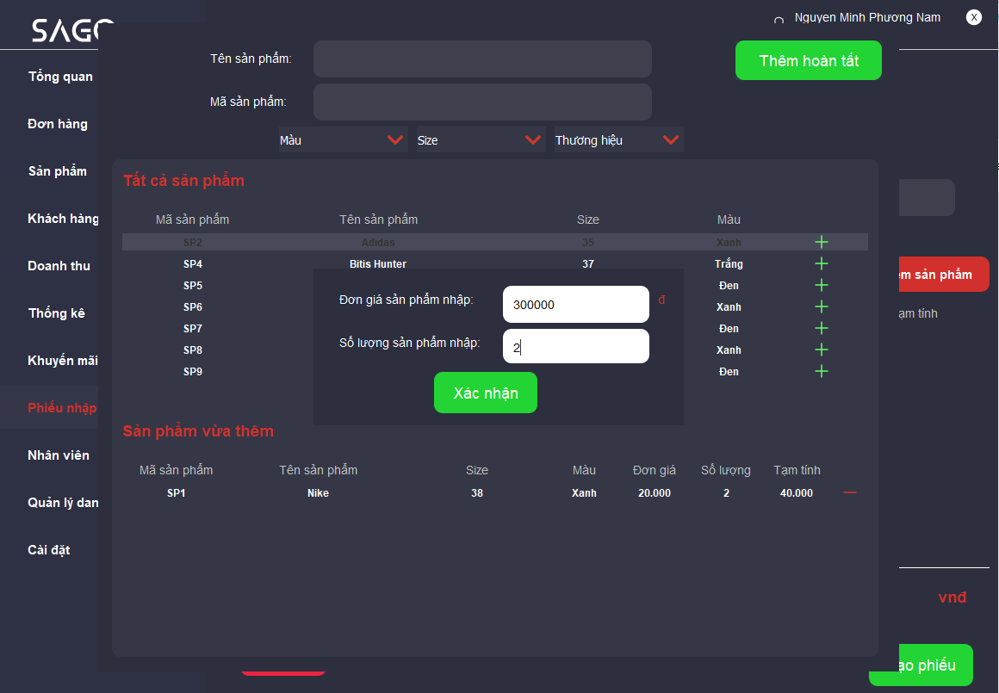 SAGO
Nguyen Minh Phương Nam
X
Tổng quan
Đơn hàng
Sản phẩm
Khách hàng
Doanh thu
Thống kê
Khuyến mãi
Phiếu nhập
Nhân viên
Quản lý dan
Cài đặt
Tên sản phẩm:
Thêm hoàn tất
Mã sản phẩm:
Màu Size Thương hiệu
Tất cả sản phẩm
Mã sản phẩm Tên sản phẩm Size Màu
SP2 Adidas 35 Xanh
SP4 Bitis Hunter 37 Trắng
SP5 Đen
SP6 Xanh
SP7 Đen
SP8 Xanh
SP9 Đen
Đơn giá sản phẩm nhập: 300000 đ
Số lượng sản phẩm nhập: 2
Xác nhận
Sản phẩm vừa thêm
Mã sản phẩm Tên sản phẩm Size Màu Đơn giá Số lượng Tạm tính
SP1 Nike 38 Xanh 20.000 2 40.000
êm sản phẩm
ạm tính
vnđ
ạo phiếu